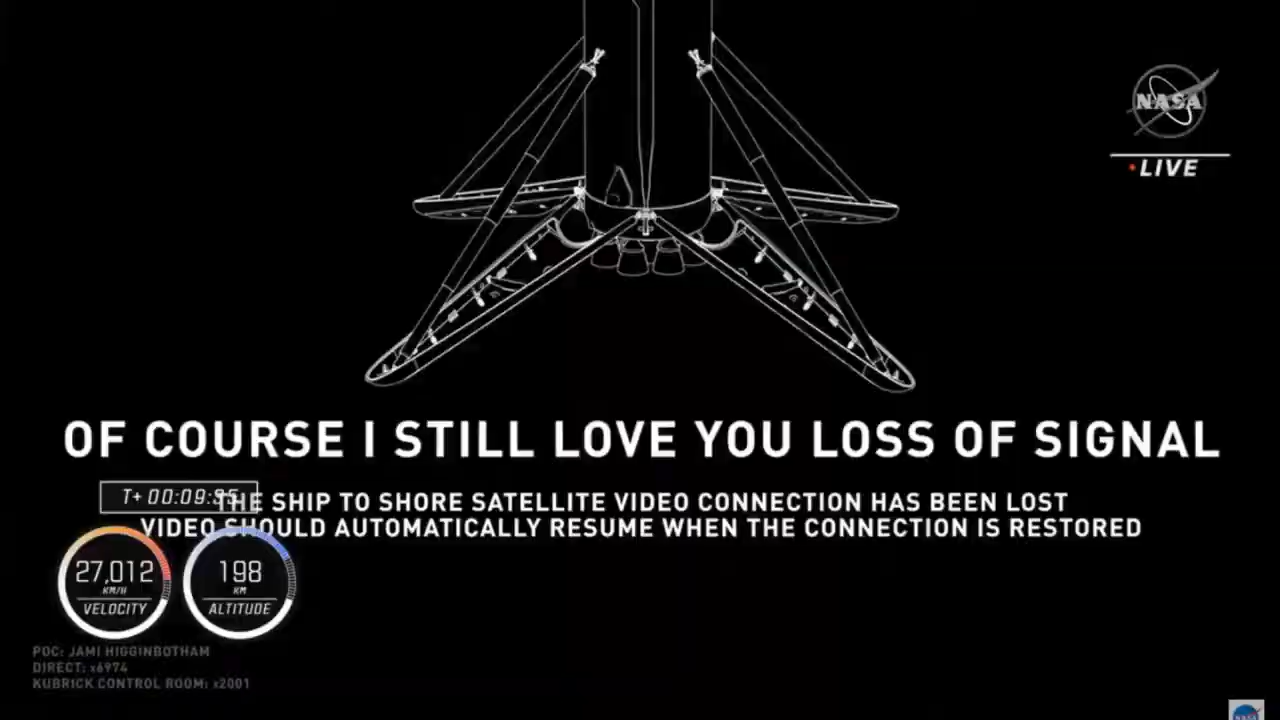 NASA
LIVE
OF COURSE I STILL LOVE YOU LOSS OF SIGNAL
T+ 00:09:
THE SHIP TO SHORE SATELLITE VIDEO CONNECTION HAS BEEN LOST
VIDEO SHOULD AUTOMATICALLY RESUME WHEN THE CONNECTION IS RESTORED
27,012
KM/H
VELOCITY
198
KM
ALTITUDE
POC: JAMI HIGGINBOTHAM
DIRECT: x6974
KUBRICK CONTROL ROOM: x2001